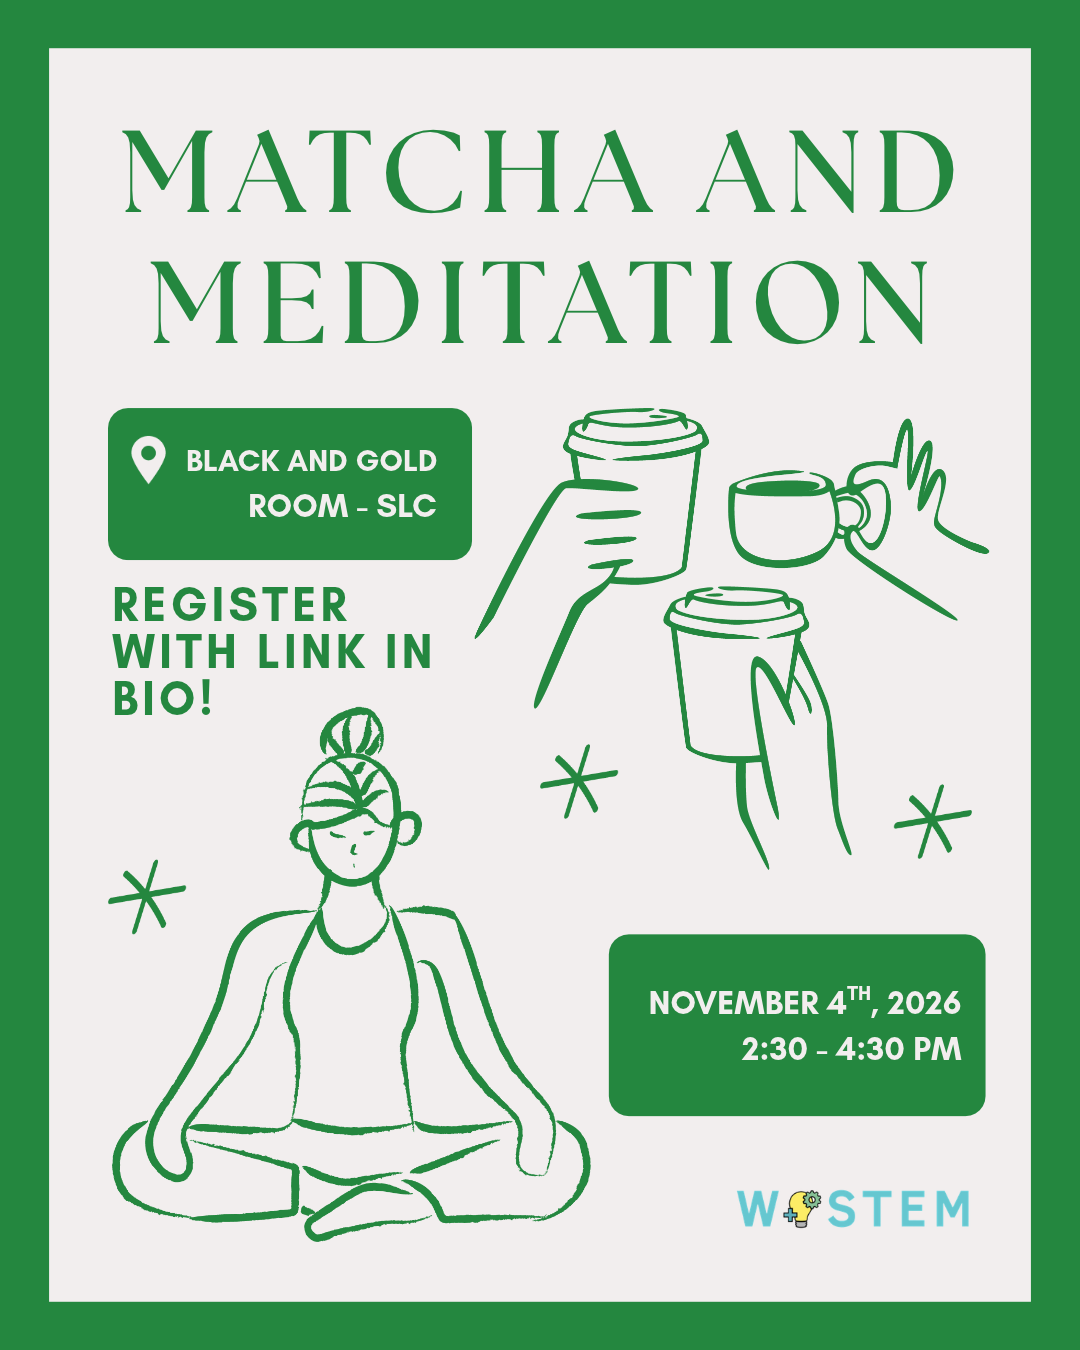 MATCHA AND
MEDITATION
BLACK AND GOLD
ROOM - SLC
REGISTER
WITH LINK IN
BIO!
NOVEMBER 4TH, 2026
2:30 - 4:30 PM
W STEM